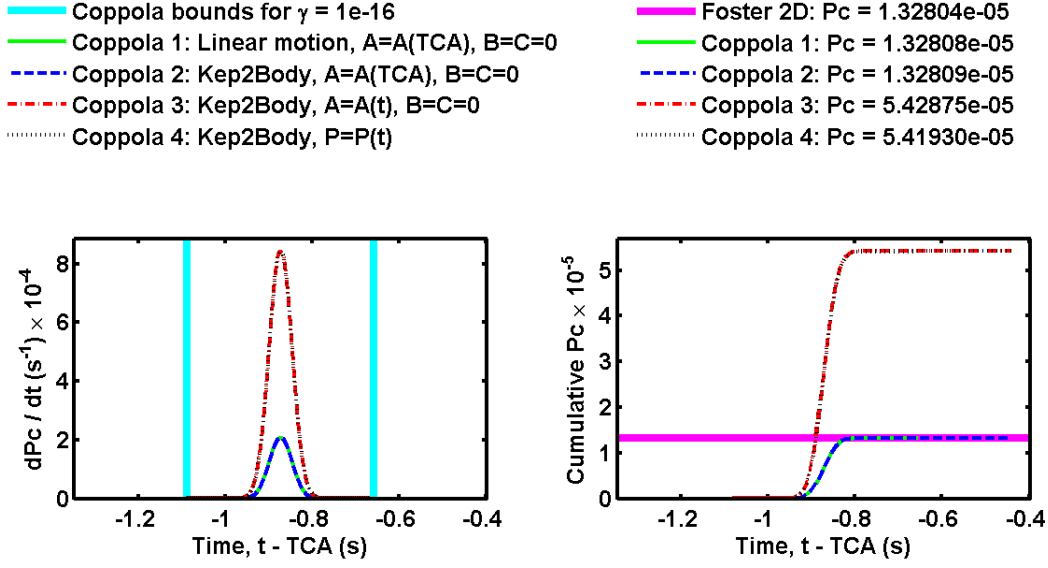 Coppola bounds for γ = 1e-16
Coppola 1: Linear motion, A=A(TCA), B=C=0
Coppola 2: Kep2Body, A=A(TCA), B=C=0
Coppola 3: Kep2Body, A=A(t), B=C=0
Coppola 4: Kep2Body, P=P(t)
Foster 2D: Pc = 1.32804e-05
Coppola 1: Pc = 1.32808e-05
Coppola 2: Pc = 1.32809e-05
Coppola 3: Pc = 5.42875e-05
Coppola 4: Pc = 5.41930e-05
dPc / dt (s⁻¹) × 10⁻⁴
8
6
4
2
0
-1.2 -1 -0.8 -0.6 -0.4
Time, t - TCA (s)
Cumulative Pc × 10⁻⁵
5
4
3
2
1
0
-1.2 -1 -0.8 -0.6 -0.4
Time, t - TCA (s)